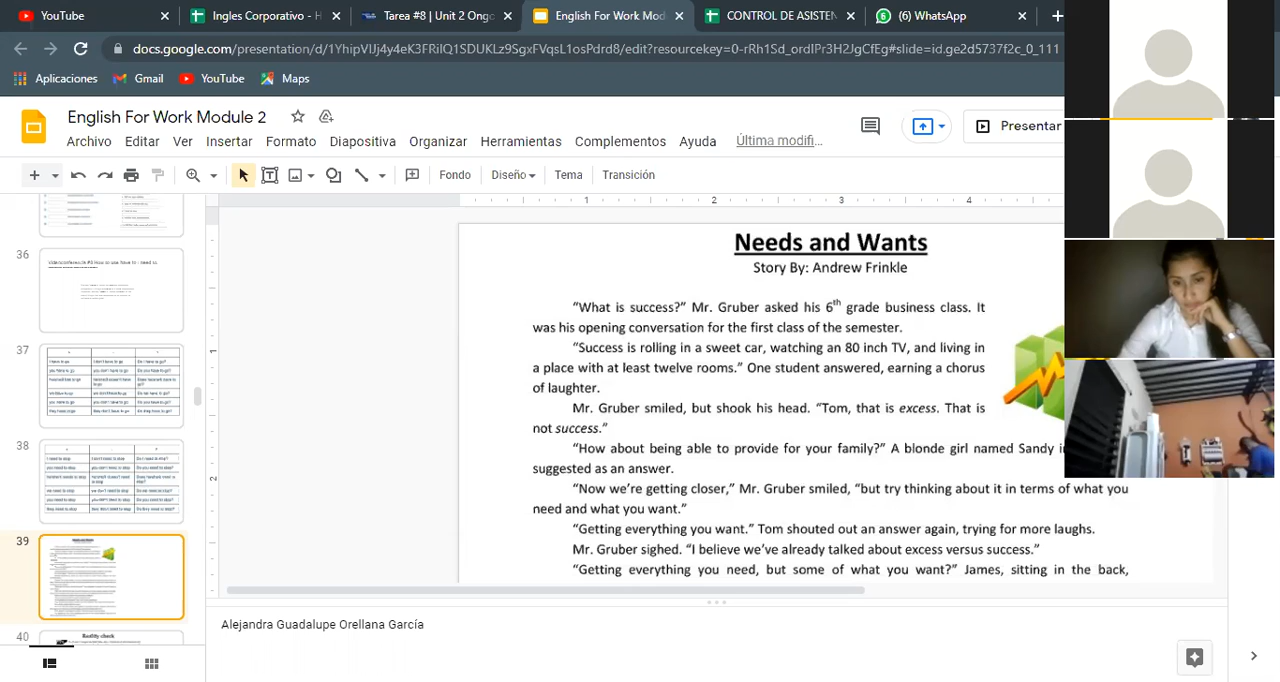 YouTube
Ingles Corporativo - H
Tarea #8 | Unit 2 Ongo
English For Work Mod
CONTROL DE ASISTEN
(6) WhatsApp
docs.google.com/presentation/d/1YhipVlJj4y4eK3FRilQ1SDUKLz9SgxFVqsL1osPdrd8/edit?resourcekey=0-rRh1Sd_ordlPr3H2JgCfEg#slide=id.ge2d5737f2c_0_111
Aplicaciones
Gmail
YouTube
Maps
English For Work Module 2
Archivo Editar Ver Insertar Formato Diapositiva Organizar Herramientas Complementos Ayuda Última modifi...
Presentar
Fondo Diseño Tema Transición
1 2 3 4
1
2
36
37
38
39
40
Reality check
Needs and Wants
Story By: Andrew Frinkle
“What is success?” Mr. Gruber asked his 6th grade business class. It
was his opening conversation for the first class of the semester.
“Success is rolling in a sweet car, watching an 80 inch TV, and living in
a place with at least twelve rooms.” One student answered, earning a chorus
of laughter.
Mr. Gruber smiled, but shook his head. “Tom, that is excess. That is
not success.”
“How about being able to provide for your family?” A blonde girl named Sandy i
suggested as an answer.
“Now we’re getting closer,” Mr. Gruber smiled, “but try thinking about it in terms of what you
need and what you want.”
“Getting everything you want.” Tom shouted out an answer again, trying for more laughs.
Mr. Gruber sighed. “I believe we’ve already talked about excess versus success.”
“Getting everything you need, some of what you want?” James, sitting in the back,
Alejandra Guadalupe Orellana García